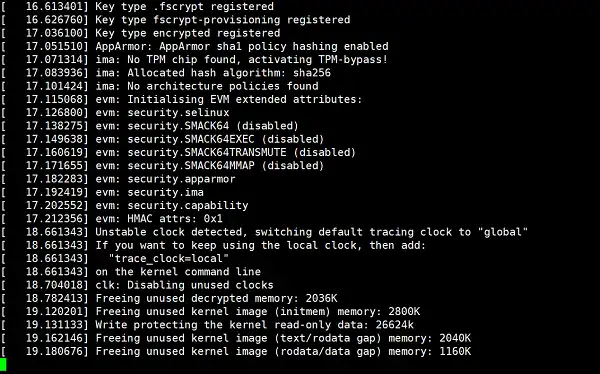 [   16.613401] Key type .fscrypt registered
[   16.626760] Key type fscrypt-provisioning registered
[   17.036100] Key type encrypted registered
[   17.051510] AppArmor: AppArmor sha1 policy hashing enabled
[   17.071314] ima: No TPM chip found, activating TPM-bypass!
[   17.083936] ima: Allocated hash algorithm: sha256
[   17.101424] ima: No architecture policies found
[   17.115068] evm: Initialising EVM extended attributes:
[   17.126800] evm: security.selinux
[   17.138275] evm: security.SMACK64 (disabled)
[   17.149638] evm: security.SMACK64EXEC (disabled)
[   17.160619] evm: security.SMACK64TRANSMUTE (disabled)
[   17.171655] evm: security.SMACK64MMAP (disabled)
[   17.182283] evm: security.apparmor
[   17.192419] evm: security.ima
[   17.202552] evm: security.capability
[   17.212356] evm: HMAC attrs: 0x1
[   18.661343] Unstable clock detected, switching default tracing clock to "global"
[   18.661343] If you want to keep using the local clock, then add:
[   18.661343]   "trace_clock=local"
[   18.661343] on the kernel command line
[   18.704018] clk: Disabling unused clocks
[   18.782413] Freeing unused decrypted memory: 2036K
[   19.120201] Freeing unused kernel image (initmem) memory: 2800K
[   19.131133] Write protecting the kernel read-only data: 26624k
[   19.162146] Freeing unused kernel image (text/rodata gap) memory: 2040K
[   19.180676] Freeing unused kernel image (rodata/data gap) memory: 1160K